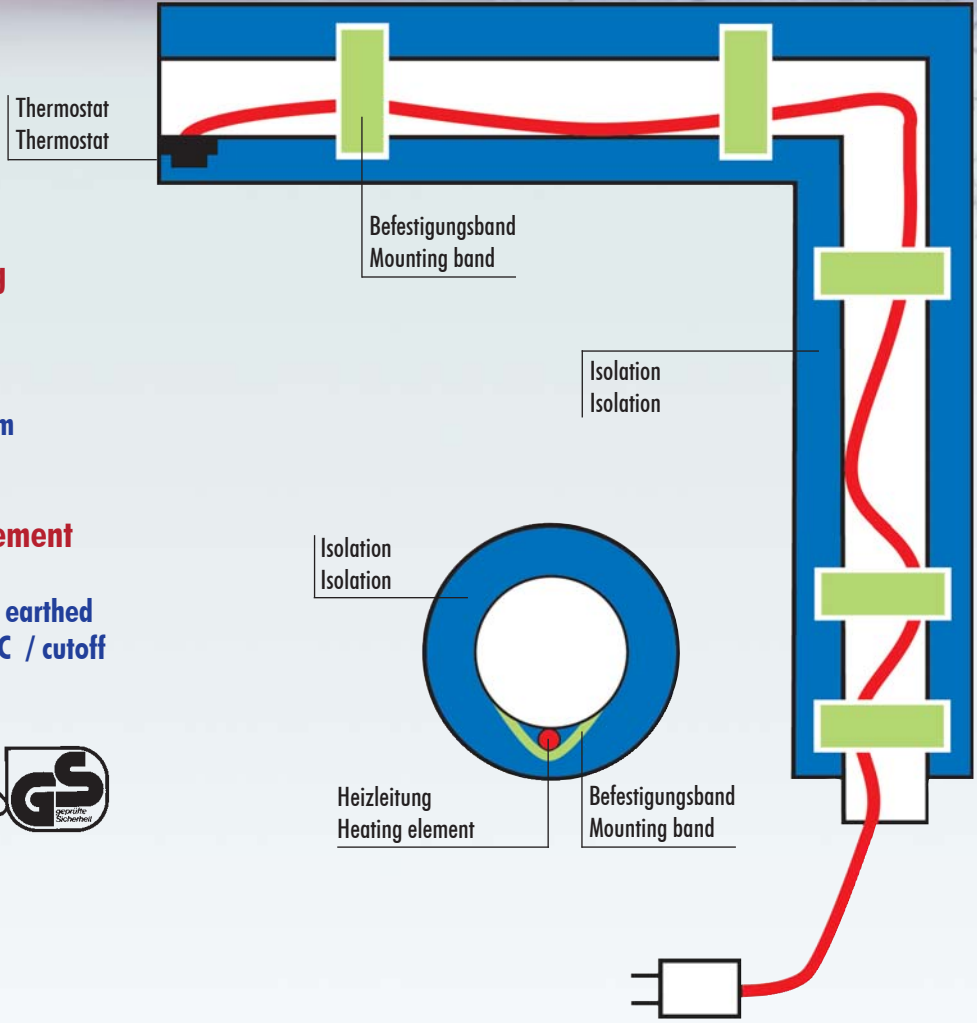 Thermostat
Thermostat
Befestigungsband
Mounting band
Isolation
Isolation
Isolation
Isolation
earthed
/ cutoff
Heizleitung
Heating element
Befestigungsband
Mounting band
GS
geprüfte
Sicherheit